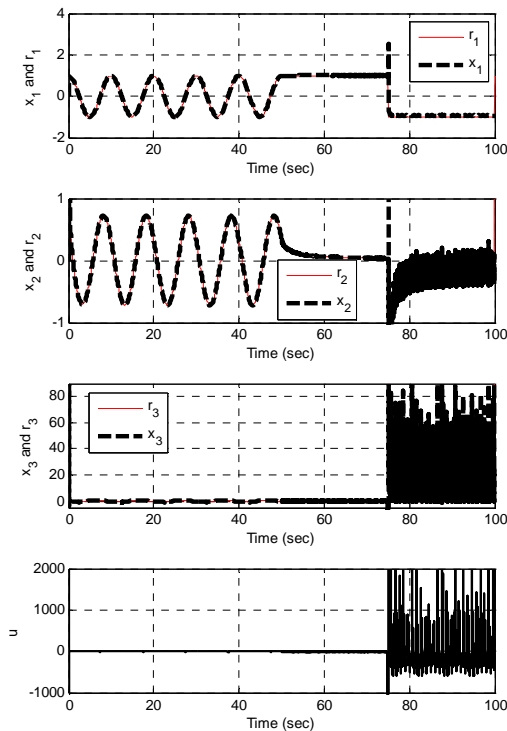 4
2
0
-2
x1 and r1
r1
x1
0 20 40 60 80 100
Time (sec)
1
0
-1
x2 and r2
r2
x2
0 20 40 60 80 100
Time (sec)
80
60
40
20
0
x3 and r3
r3
x3
0 20 40 60 80 100
Time (sec)
2000
1000
0
-1000
u
0 20 40 60 80 100
Time (sec)